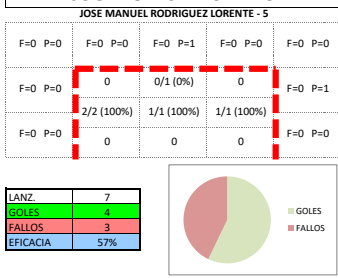 JOSE MANUEL RODRIGUEZ LORENTE - 5
F=0 P=0 F=0 P=0 F=0 P=1 F=0 P=0 F=0 P=0
F=0 P=0 0 0/1 (0%) 0 F=0 P=1
2/2 (100%) 1/1 (100%) 1/1 (100%)
F=0 P=0 0 0 0 F=0 P=0
LANZ. 7
GOLES 4
FALLOS 3
EFICACIA 57%
GOLES
FALLOS